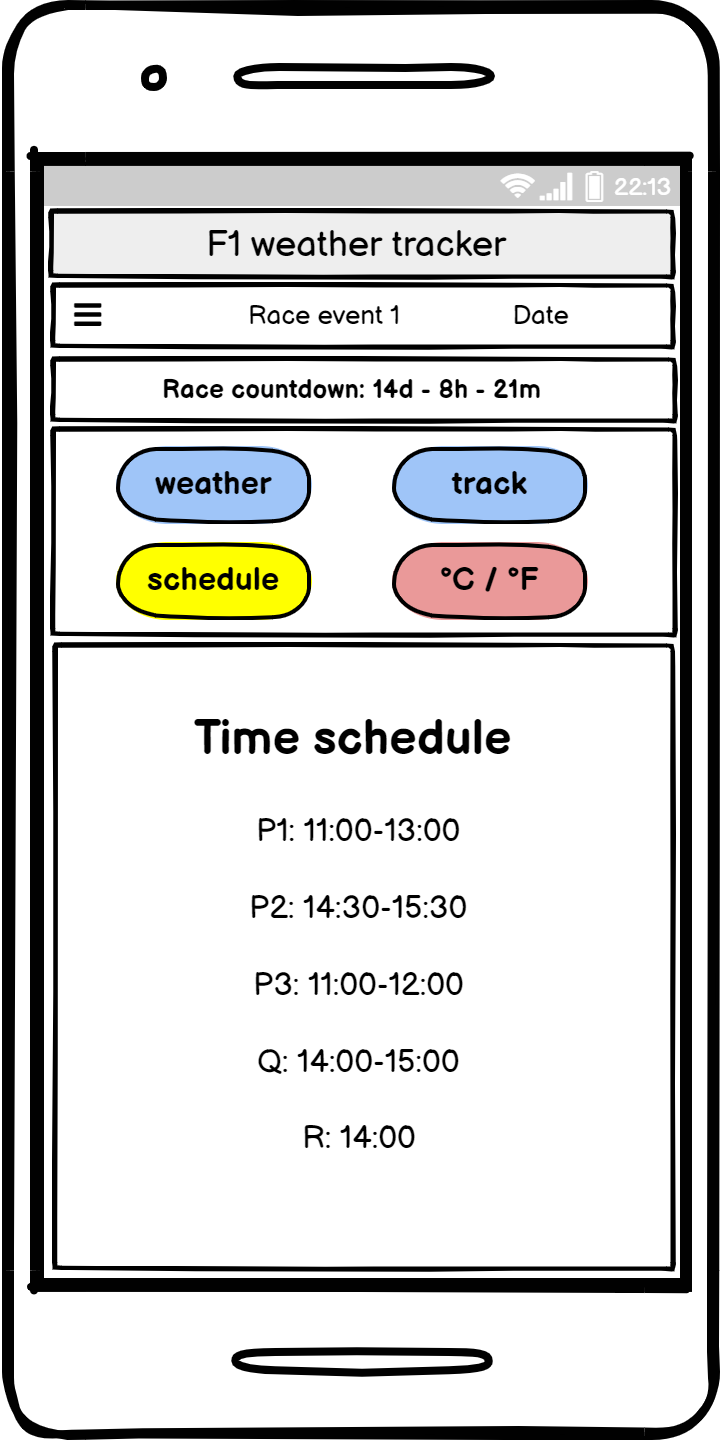 22:13
F1 weather tracker
Race event 1 Date
Race countdown: 14d - 8h - 21m
weather track
schedule °C / °F
Time schedule
P1: 11:00-13:00
P2: 14:30-15:30
P3: 11:00-12:00
Q: 14:00-15:00
R: 14:00